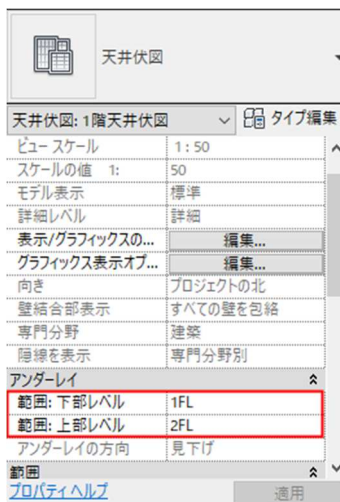 天井伏図
天井伏図: 1階天井伏図 タイプ編集
ビュー スケール 1 : 50
スケールの値 1: 50
モデル表示 標準
詳細レベル 詳細
表示/グラフィックスの... 編集...
グラフィックス表示オプ... 編集...
向き プロジェクトの北
壁結合部表示 すべての壁を包絡
専門分野 建築
隠線を表示 専門分野別
アンダーレイ
範囲: 下部レベル 1FL
範囲: 上部レベル 2FL
アンダーレイの方向 見下げ
範囲
プロパティヘルプ 適用